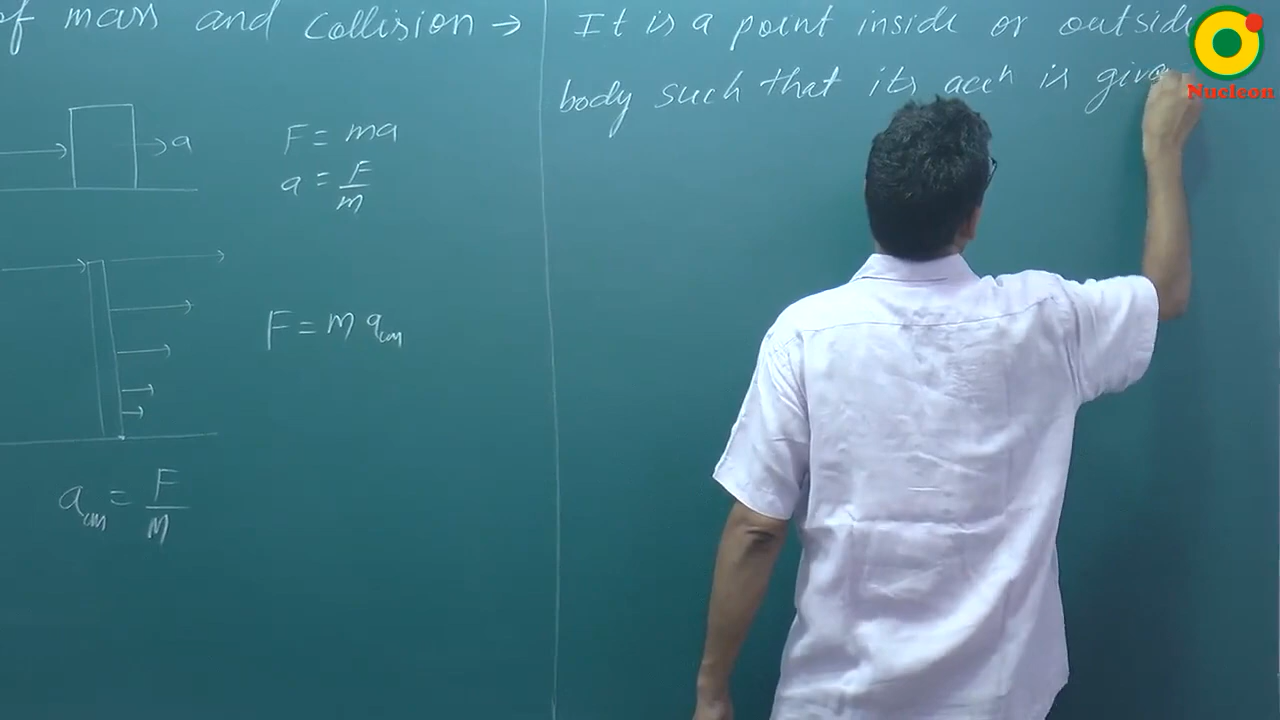 of mass and collision →
→ a
F = ma
a = F/m
F = m a_cm
a_cm = F/m
It is a point inside or outside
body such that its accn is give
Nucleon